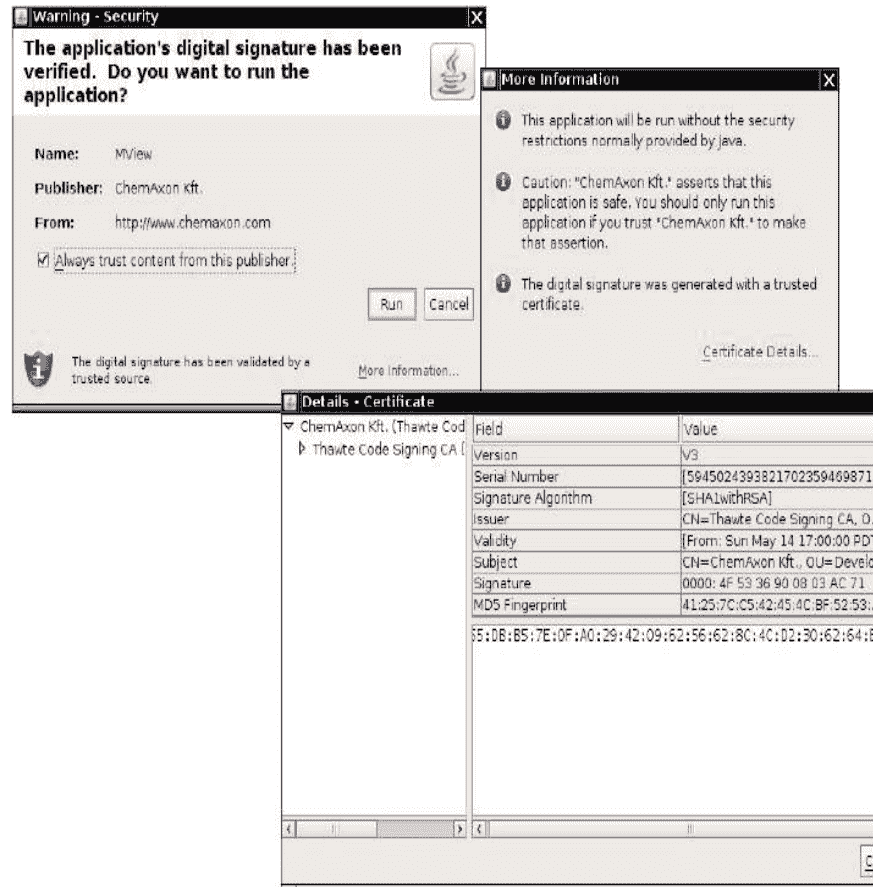 Warning - Security
The application's digital signature has been
verified. Do you want to run the
application?
Name: MView
Publisher: ChemAxon Kft.
From: http://www.chemaxon.com
Always trust content from this publisher.
Run Cancel
The digital signature has been validated by a
trusted source.
More Information...
More Information
This application will be run without the security
restrictions normally provided by Java.
Caution: "ChemAxon Kft." asserts that this
application is safe. You should only run this
application if you trust "ChemAxon Kft." to make
that assertion.
The digital signature was generated with a trusted
certificate.
Certificate Details...
Details - Certificate
ChemAxon Kft. (Thawte Cod
Thawte Code Signing CA [
Field Value
Version V3
Serial Number [5945024393821702359469871
Signature Algorithm [SHA1withRSA]
Issuer CN=Thawte Code Signing CA, O.
Validity [From: Sun May 14 17:00:00 PDT
Subject CN=ChemAxon Kft., OU=Develo
Signature 0000: 4F 53 36 90 08 03 AC 71
MD5 Fingerprint 41:25:7C:C5:42:45:4C:BF:52:53:
55:DB:B5:7E:0F:A0:29:42:09:62:56:62:8C:4C:D2:30:62:64:E
C